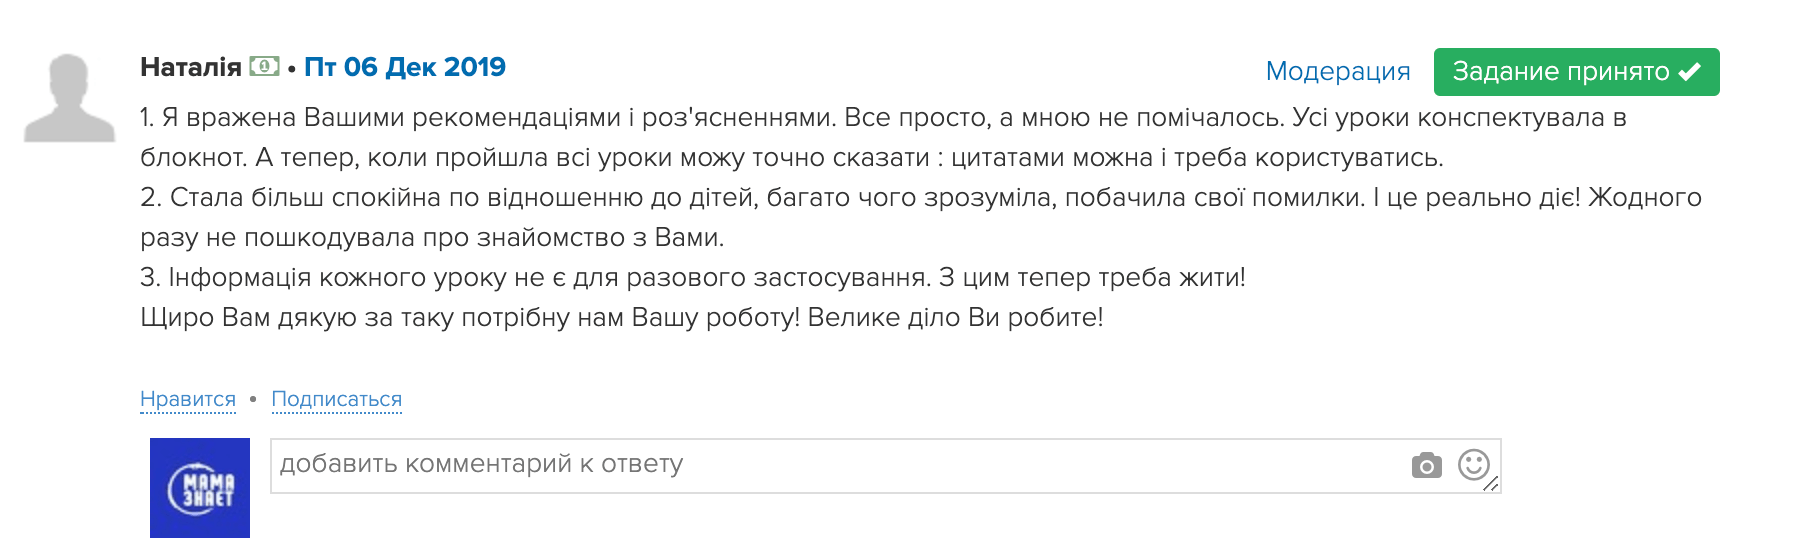 Наталія • Пт 06 Дек 2019
Модерация
Задание принято
1. Я вражена Вашими рекомендаціями і роз'ясненнями. Все просто, а мною не помічалось. Усі уроки конспектувала в
блокнот. А тепер, коли пройшла всі уроки можу точно сказати : цитатами можна і треба користуватись.
2. Стала більш спокійна по відношенню до дітей, багато чого зрозуміла, побачила свої помилки. І це реально діє! Жодного
разу не пошкодувала про знайомство з Вами.
3. Інформація кожного уроку не є для разового застосування. З цим тепер треба жити!
Щиро Вам дякую за таку потрібну нам Вашу роботу! Велике діло Ви робите!
Нравится • Подписаться
МАМА
ЗНАЕТ
добавить комментарий к ответу